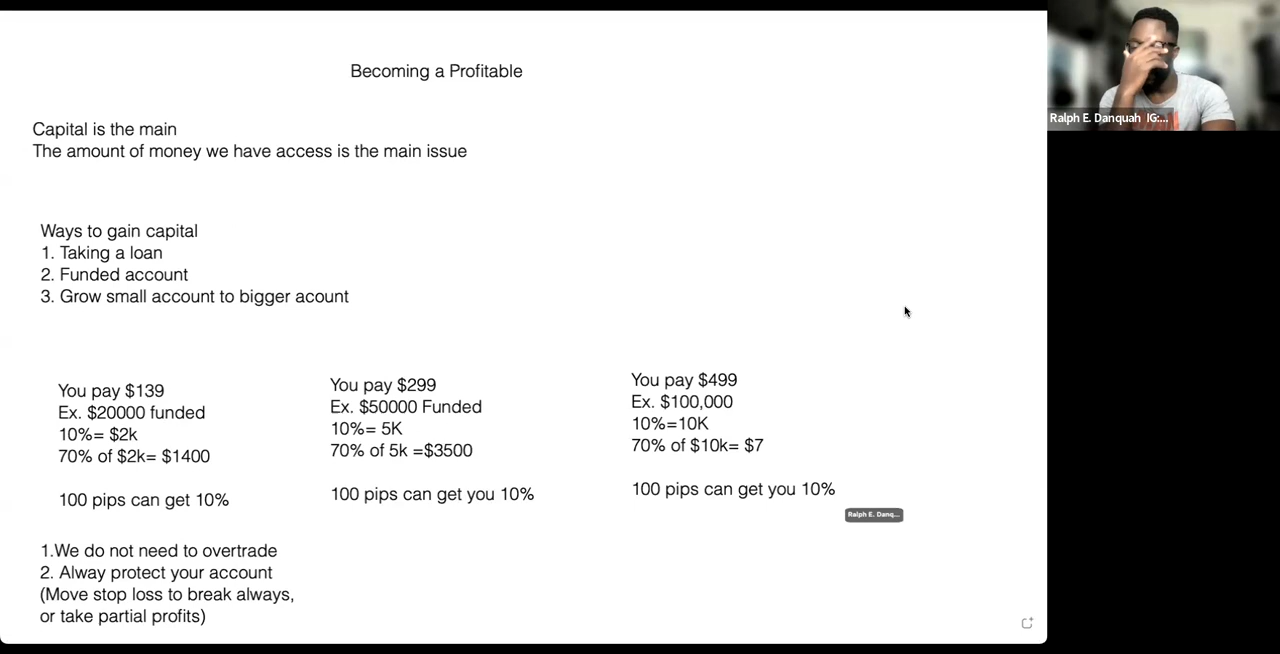 Becoming a Profitable
Capital is the main
The amount of money we have access is the main issue
Ways to gain capital
1. Taking a loan
2. Funded account
3. Grow small account to bigger acount
You pay $139
Ex. $20000 funded
10%= $2k
70% of $2k= $1400
100 pips can get 10%
You pay $299
Ex. $50000 Funded
10%= 5K
70% of 5k =$3500
100 pips can get you 10%
You pay $499
Ex. $100,000
10%=10K
70% of $10k= $7
100 pips can get you 10%
Ralph E. Danq...
1.We do not need to overtrade
2. Alway protect your account
(Move stop loss to break always,
or take partial profits)
Ralph E. Danquah IG:...